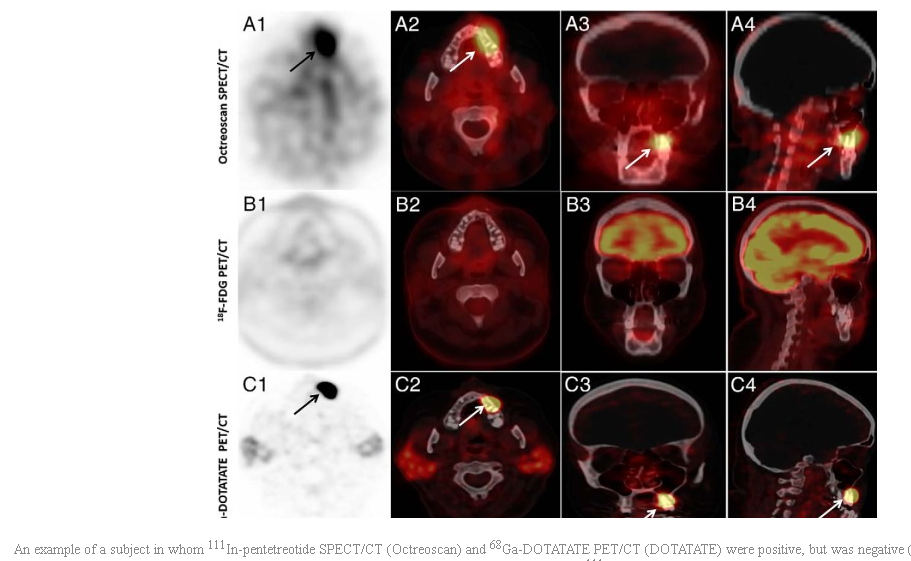 A1 A2 A3 A4
Octreoscan SPECT/CT
B1 B2 B3 B4
¹⁸F-FDG PET/CT
C1 C2 C3 C4
-DOTATATE PET/CT
An example of a subject in whom ¹¹¹In-pentetreotide SPECT/CT (Octreoscan) and ⁶⁸Ga-DOTATATE PET/CT (DOTATATE) were positive, but was negative (